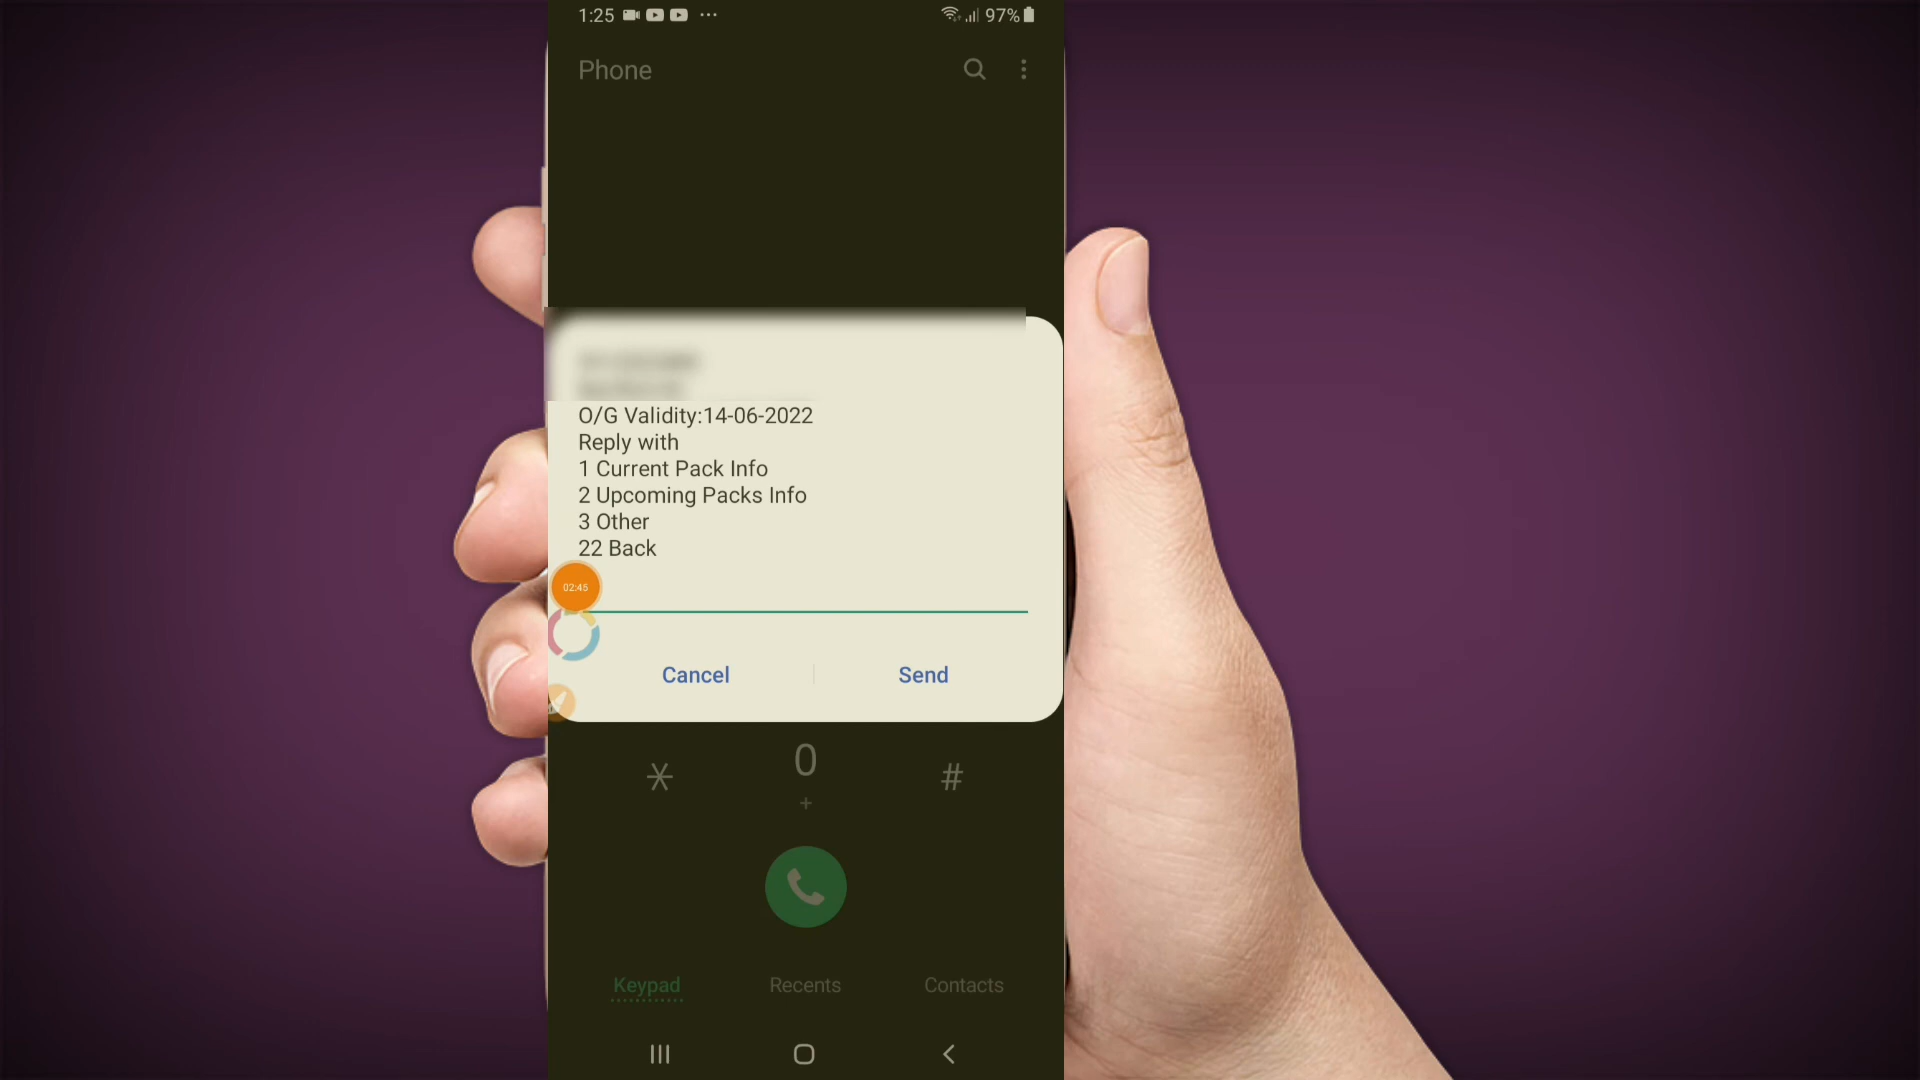 1:25 97%
Phone
O/G Validity:14-06-2022
Reply with
1 Current Pack Info
2 Upcoming Packs Info
3 Other
22 Back
02:45
Cancel Send
0
+
#
Keypad Recents Contacts